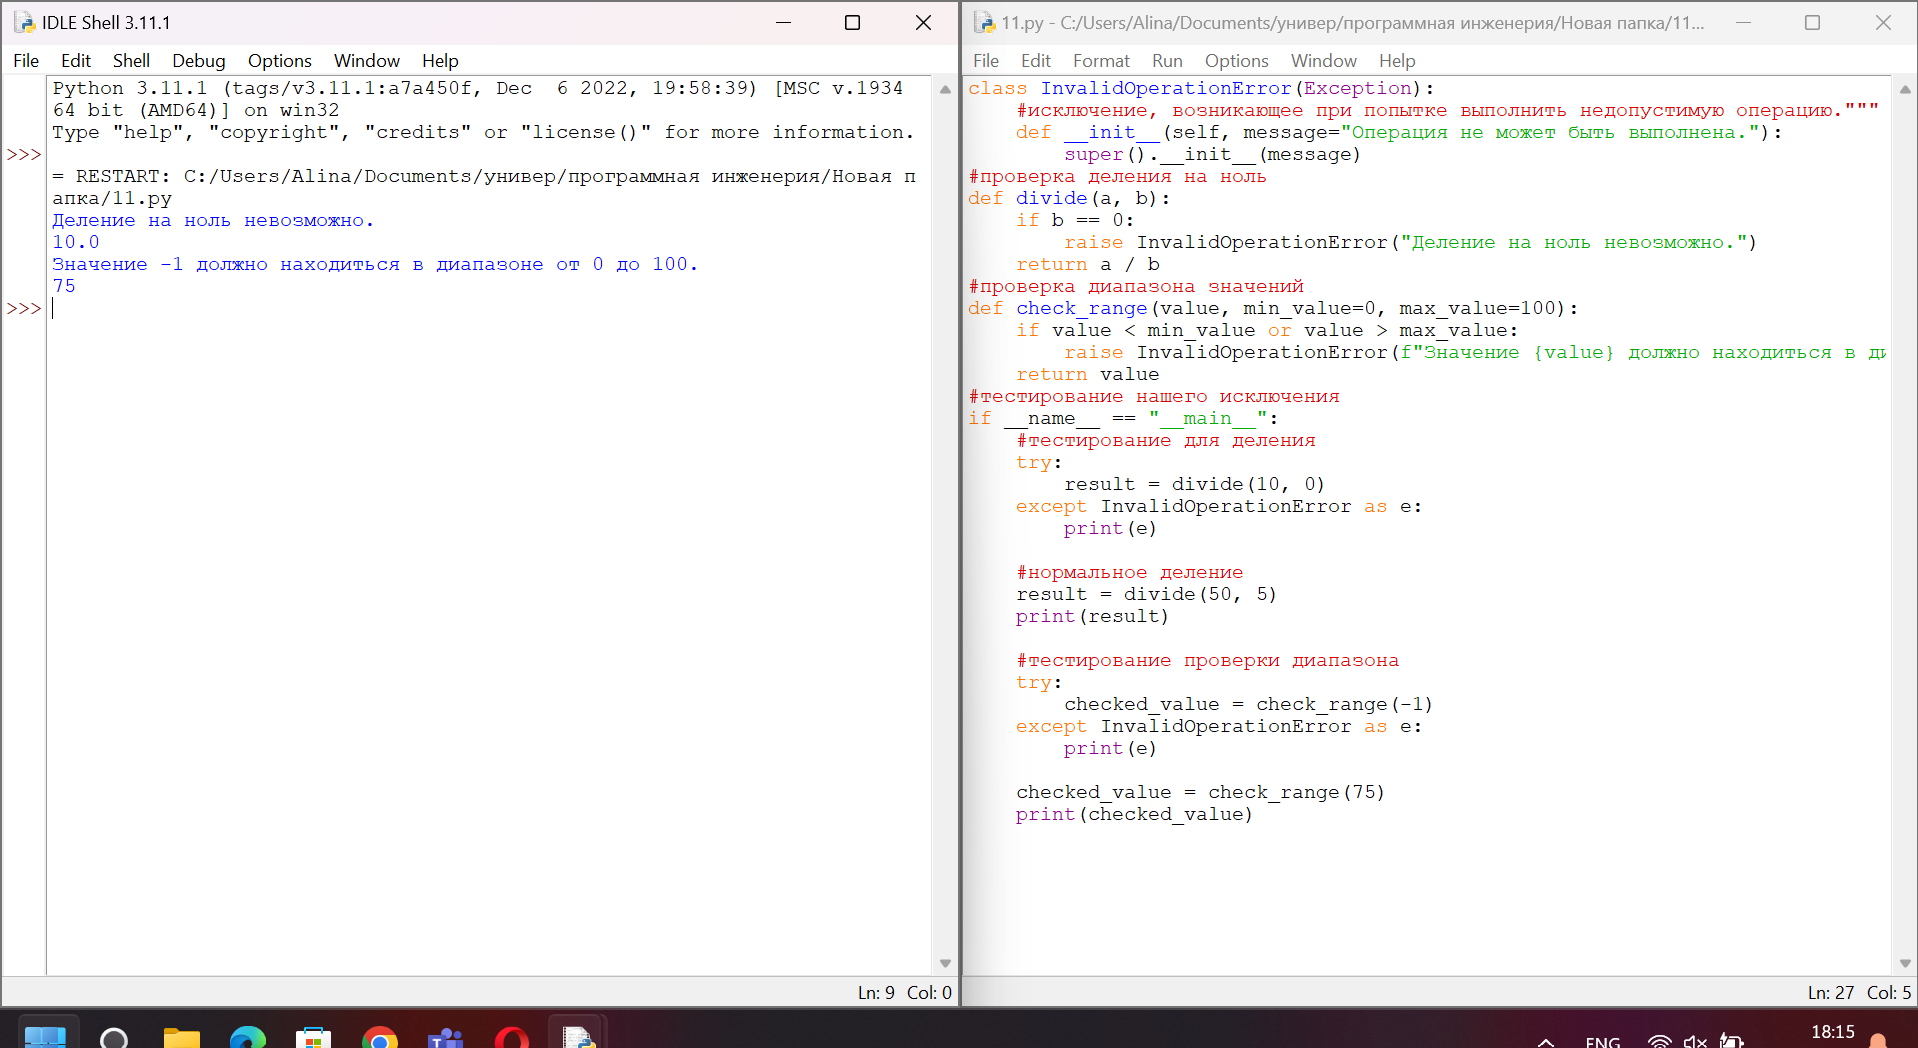 IDLE Shell 3.11.1
File Edit Shell Debug Options Window Help
Python 3.11.1 (tags/v3.11.1:a7a450f, Dec  6 2022, 19:58:39) [MSC v.1934
64 bit (AMD64)] on win32
Type "help", "copyright", "credits" or "license()" for more information.
>>>
= RESTART: C:/Users/Alina/Documents/универ/программная инженерия/Новая п
апка/11.py
Деление на ноль невозможно.
10.0
Значение -1 должно находиться в диапазоне от 0 до 100.
75
>>>
Ln: 9 Col: 0
11.py - C:/Users/Alina/Documents/универ/программная инженерия/Новая папка/11...
File Edit Format Run Options Window Help
class InvalidOperationError(Exception):
    #исключение, возникающее при попытке выполнить недопустимую операцию."""
    def __init__(self, message="Операция не может быть выполнена."):
        super().__init__(message)
#проверка деления на ноль
def divide(a, b):
    if b == 0:
        raise InvalidOperationError("Деление на ноль невозможно.")
    return a / b
#проверка диапазона значений
def check_range(value, min_value=0, max_value=100):
    if value < min_value or value > max_value:
        raise InvalidOperationError(f"Значение {value} должно находиться в ди
    return value
#тестирование нашего исключения
if __name__ == "__main__":
    #тестирование для деления
    try:
        result = divide(10, 0)
    except InvalidOperationError as e:
        print(e)
    #нормальное деление
    result = divide(50, 5)
    print(result)
    #тестирование проверки диапазона
    try:
        checked_value = check_range(-1)
    except InvalidOperationError as e:
        print(e)
    checked_value = check_range(75)
    print(checked_value)
Ln: 27 Col: 5
ENG
18:15